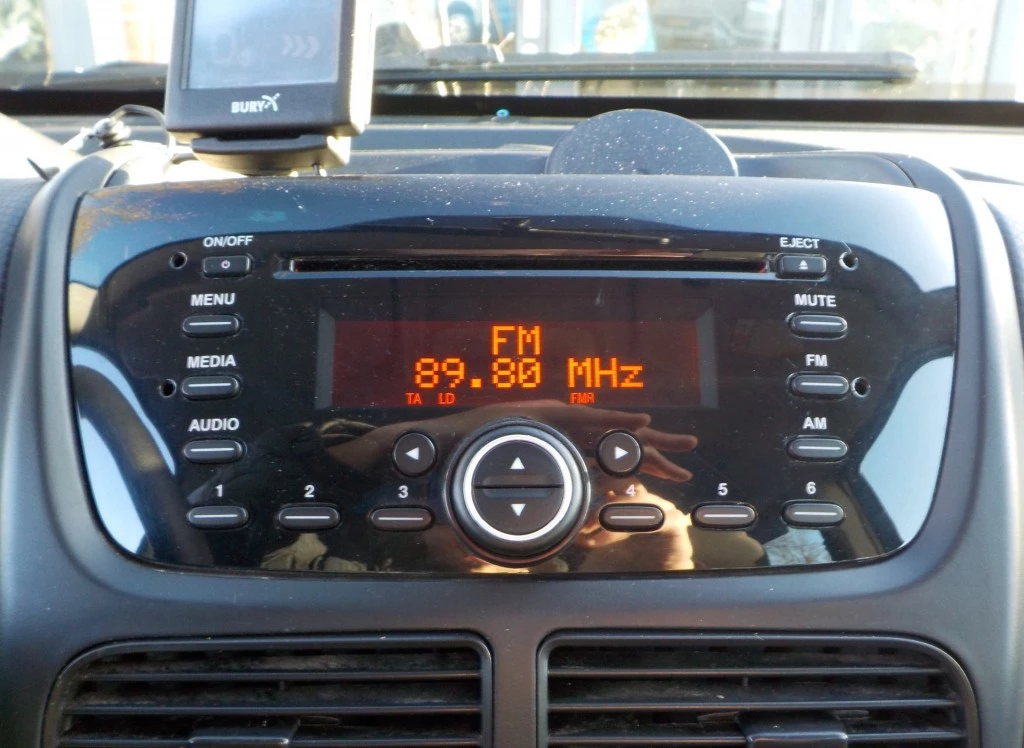 BURY
ON/OFF
EJECT
MENU
MUTE
FM
MEDIA
FM
89.80 MHz
TA LD FMR
AUDIO
AM
1 2 3 4 5 6